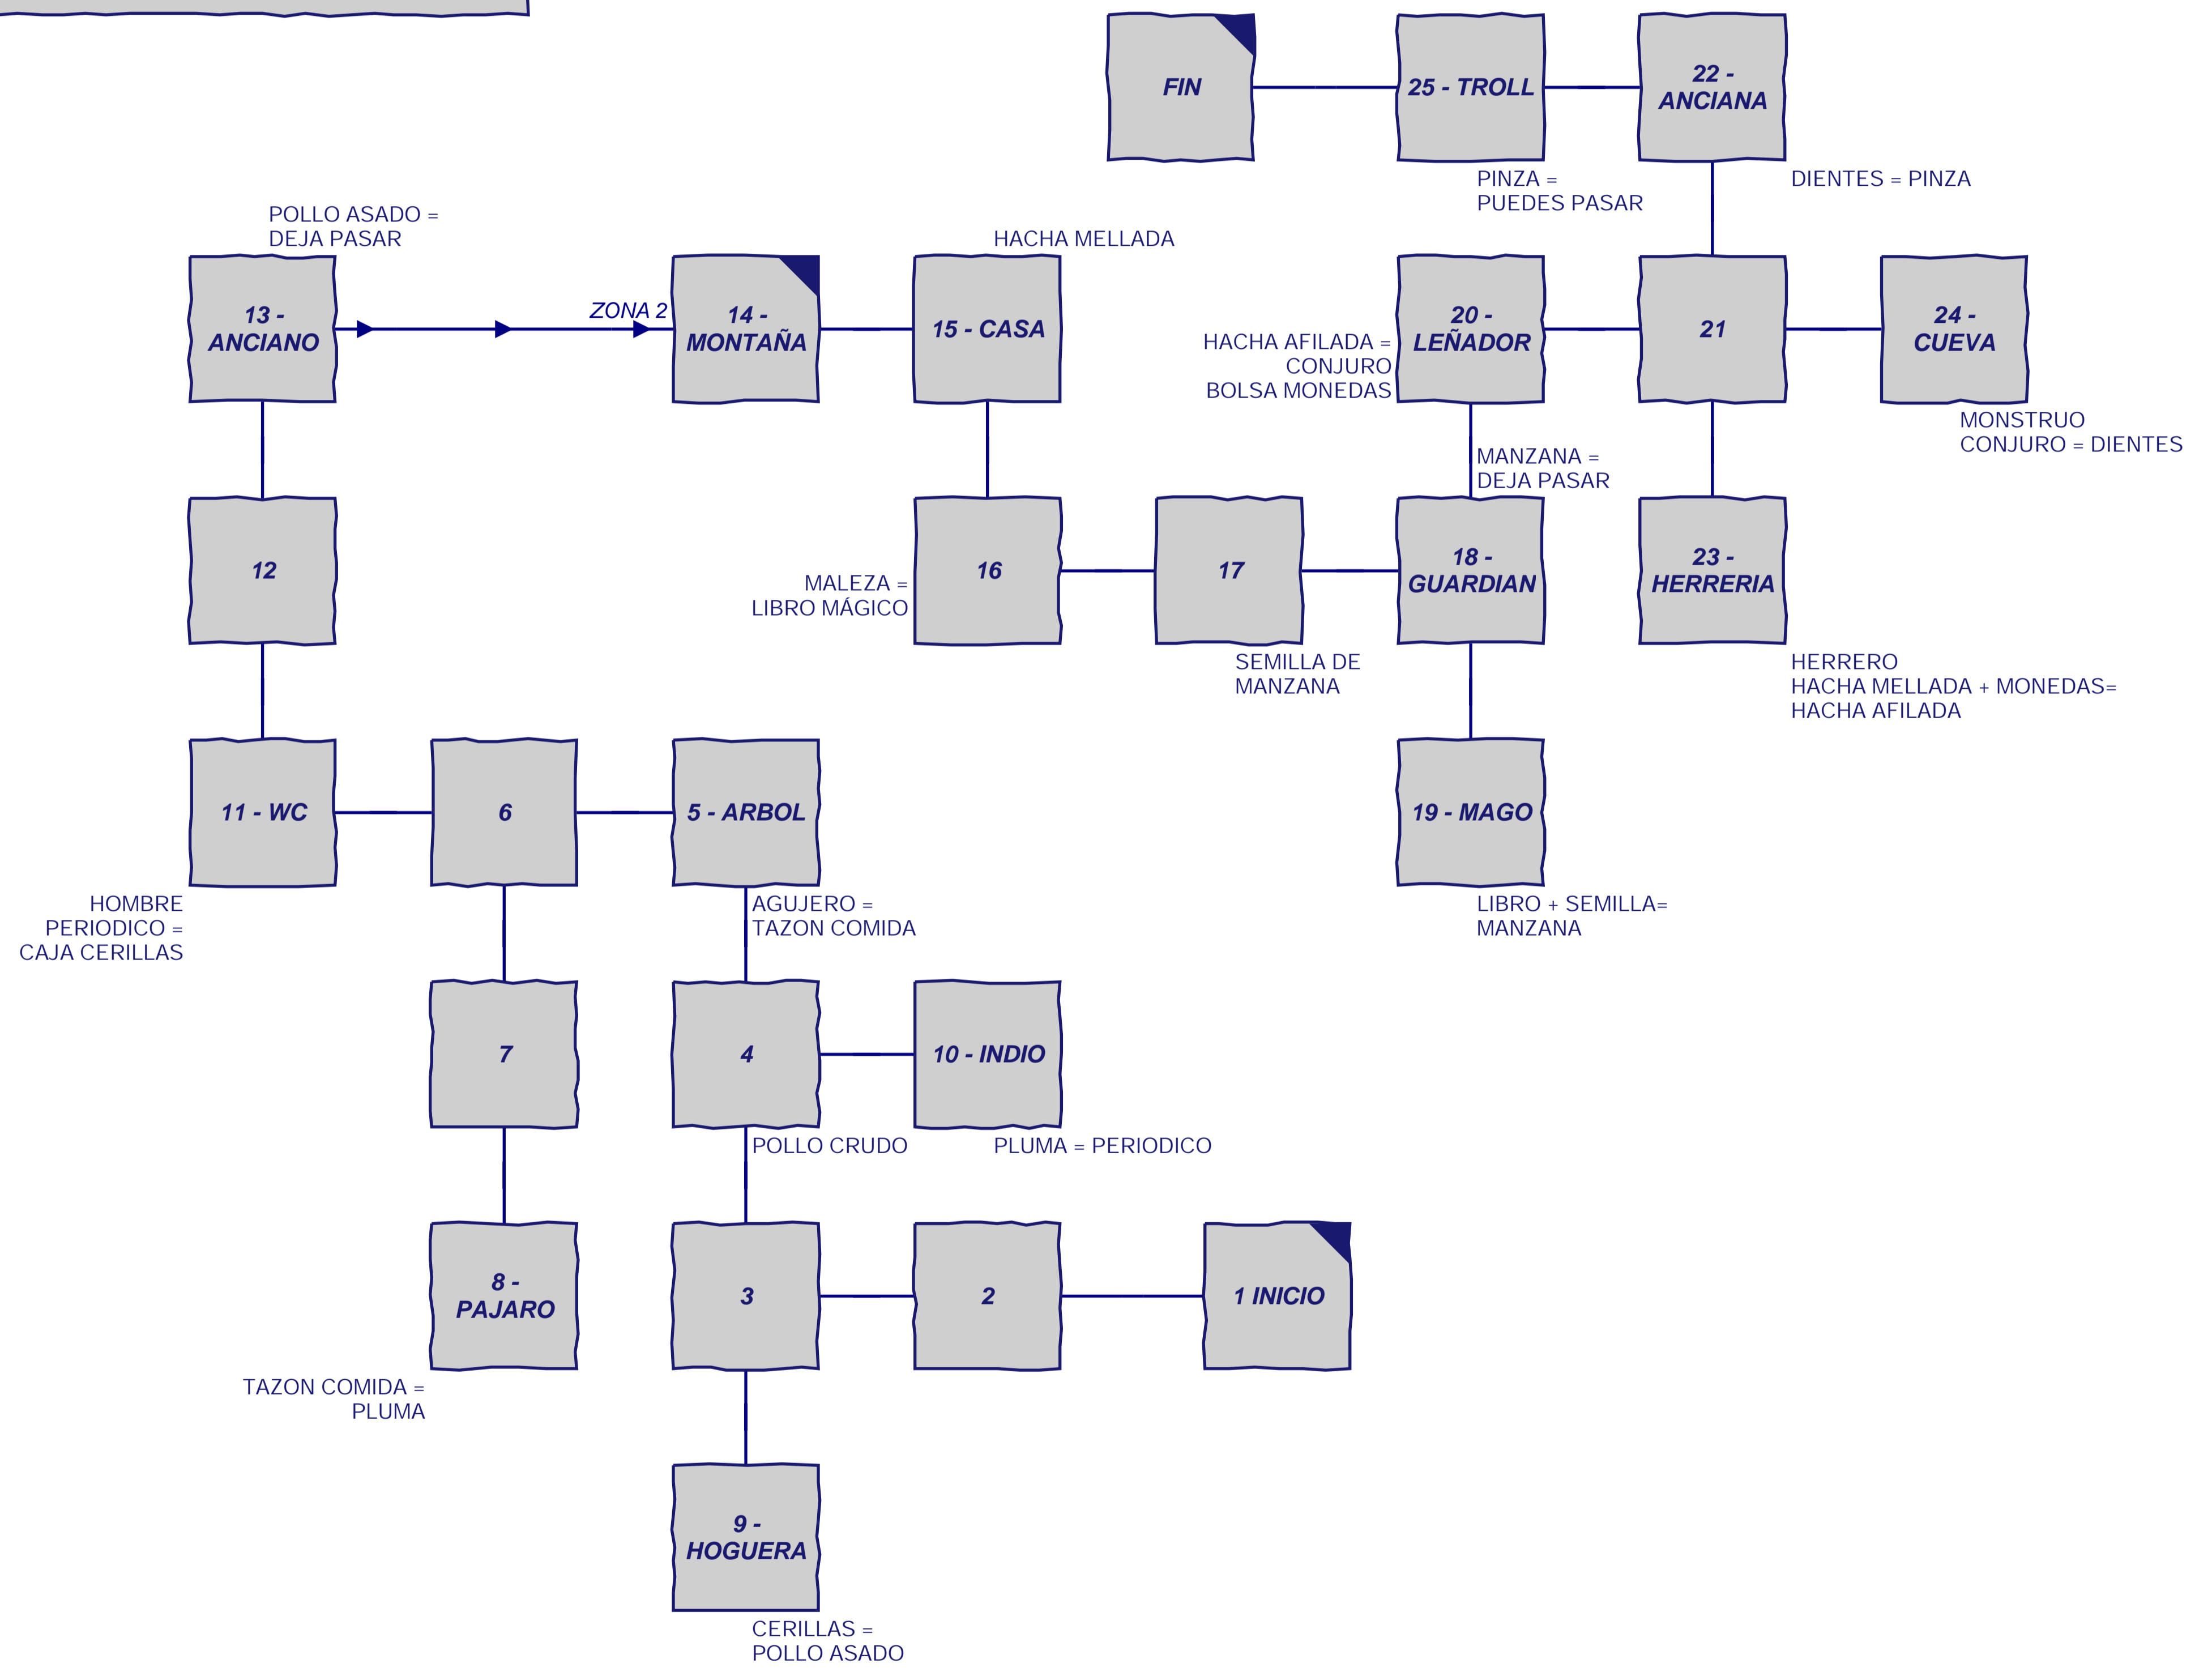 FIN
25 - TROLL
22 -
ANCIANA
PINZA =
PUEDES PASAR
DIENTES = PINZA
POLLO ASADO =
DEJA PASAR
HACHA MELLADA
13 -
ANCIANO
ZONA 2
14 -
MONTAÑA
15 - CASA
HACHA AFILADA =
CONJURO
BOLSA MONEDAS
20 -
LEÑADOR
21
24 -
CUEVA
MONSTRUO
CONJURO = DIENTES
MANZANA =
DEJA PASAR
12
MALEZA =
LIBRO MÁGICO
16
17
18 -
GUARDIAN
23 -
HERRERIA
SEMILLA DE
MANZANA
HERRERO
HACHA MELLADA + MONEDAS=
HACHA AFILADA
11 - WC
6
5 - ARBOL
19 - MAGO
HOMBRE
PERIODICO =
CAJA CERILLAS
AGUJERO =
TAZON COMIDA
LIBRO + SEMILLA=
MANZANA
7
4
10 - INDIO
POLLO CRUDO
PLUMA = PERIODICO
8 -
PAJARO
3
2
1 INICIO
TAZON COMIDA =
PLUMA
9 -
HOGUERA
CERILLAS =
POLLO ASADO